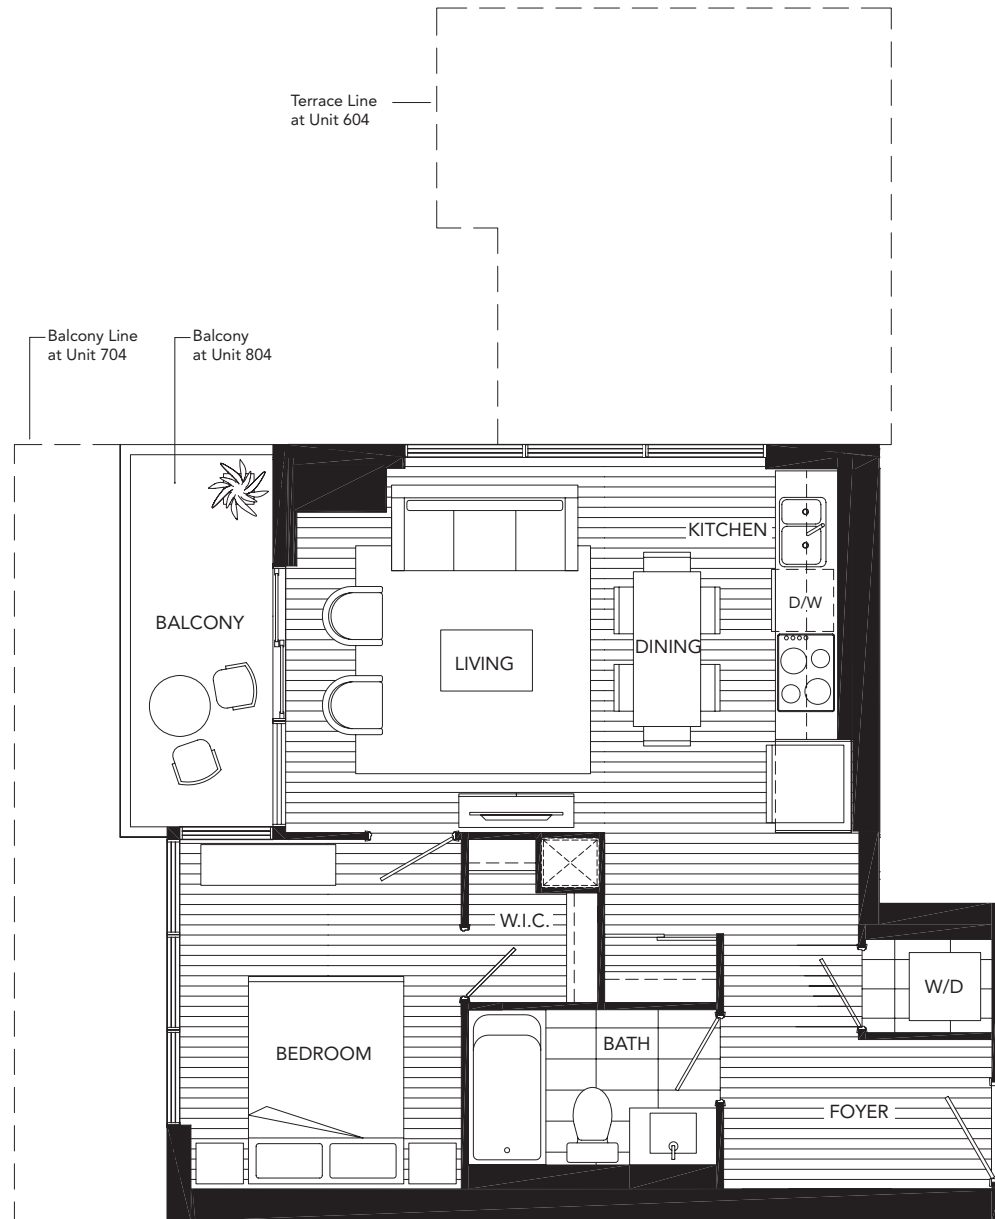 Terrace Line
at Unit 604
Balcony Line
at Unit 704
Balcony
at Unit 804
KITCHEN
D/W
BALCONY
LIVING
DINING
W.I.C.
W/D
BEDROOM
BATH
FOYER